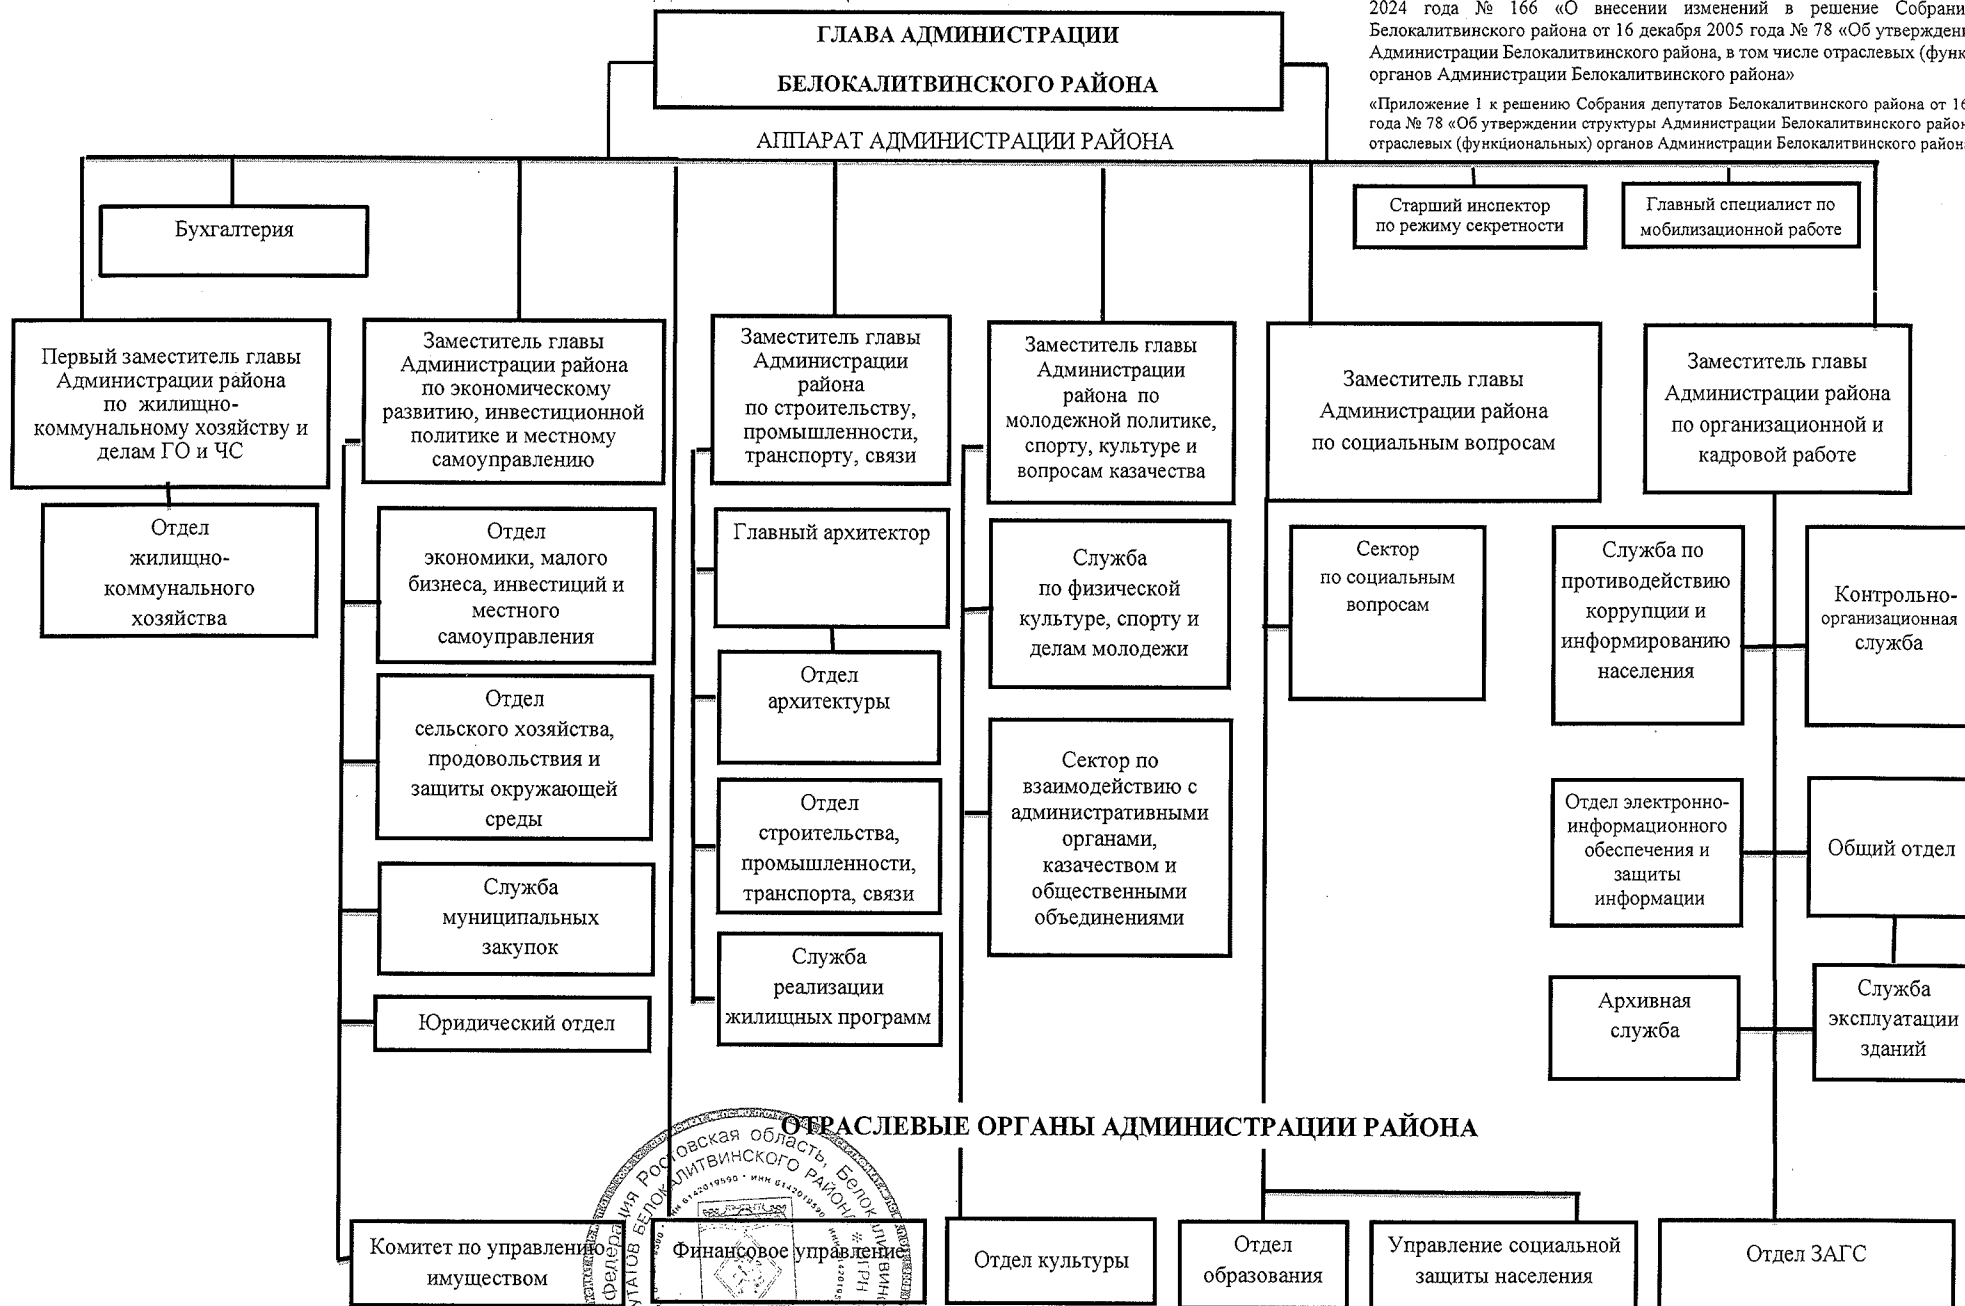 2024 года № 166 «О внесении изменений в решение
Белокалитвинского района от 16 декабря 2005 года № 78 «Об
Администрации Белокалитвинского района, в том числе отраслевых
органов Администрации Белокалитвинского района»
«Приложение 1 к решению Собрания депутатов Белокалитвинского района от
года № 78 «Об утверждении структуры Администрации Белокалитвинского
отраслевых (функциональных) органов Администрации Белокалитвинского
ГЛАВА АДМИНИСТРАЦИИ
БЕЛОКАЛИТВИНСКОГО РАЙОНА
АППАРАТ АДМИНИСТРАЦИИ РАЙОНА
Бухгалтерия
Старший инспектор
по режиму секретности
Главный специалист по
мобилизационной работе
Первый заместитель главы
Администрации района
по жилищно-
коммунальному хозяйству и
делам ГО и ЧС
Заместитель главы
Администрации района
по экономическому
развитию, инвестиционной
политике и местному
самоуправлению
Заместитель главы
Администрации
района
по строительству,
промышленности,
транспорту, связи
Заместитель главы
Администрации
района по
молодежной политике,
спорту, культуре и
вопросам казачества
Заместитель главы
Администрации района
по социальным вопросам
Заместитель главы
Администрации района
по организационной и
кадровой работе
Отдел
жилищно-
коммунального
хозяйства
Отдел
экономики, малого
бизнеса, инвестиций и
местного
самоуправления
Отдел
сельского хозяйства,
продовольствия и
защиты окружающей
среды
Служба
муниципальных
закупок
Юридический отдел
Главный архитектор
Отдел
архитектуры
Отдел
строительства,
промышленности,
транспорта, связи
Служба
реализации
жилищных программ
Служба
по физической
культуре, спорту и
делам молодежи
Сектор по
взаимодействию с
административными
органами,
казачеством и
общественными
объединениями
Сектор
по социальным
вопросам
Служба по
противодействию
коррупции и
информированию
населения
Контрольно-
организационная
служба
Отдел электронно-
информационного
обеспечения и
защиты
информации
Общий отдел
Архивная
служба
Служба
эксплуатации
зданий
ОТРАСЛЕВЫЕ ОРГАНЫ АДМИНИСТРАЦИИ РАЙОНА
Ростовская область,
БЕЛОКАЛИТВИНСКОГО РАЙОНА
ИНН 6142019590
Комитет по управлению
имуществом
Финансовое управление
Отдел культуры
Отдел
образования
Управление социальной
защиты населения
Отдел ЗАГС